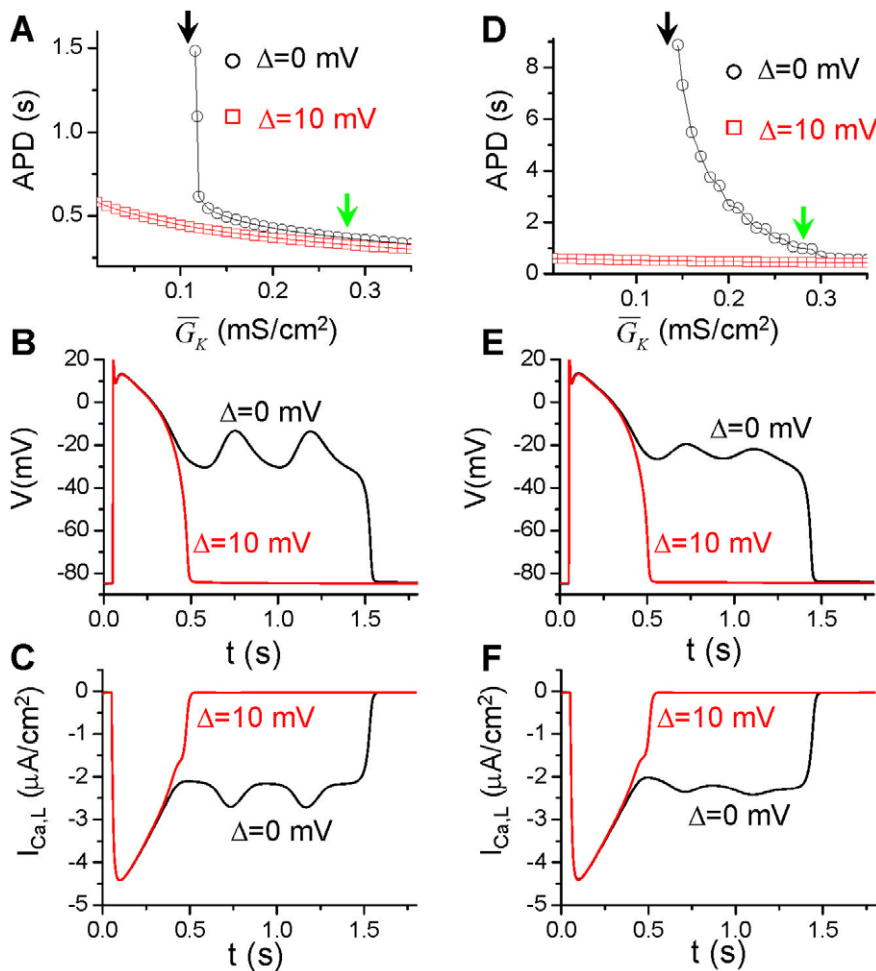 A
APD (s)
1.5
1.0
0.5
0.1
0.2
0.3
Δ=0 mV
Δ=10 mV
G̅_K (mS/cm²)
D
APD (s)
8
6
4
2
0
0.1
0.2
0.3
Δ=0 mV
Δ=10 mV
G̅_K (mS/cm²)
B
V(mV)
20
0
-20
-40
-60
-80
Δ=0 mV
Δ=10 mV
0.0
0.5
1.0
1.5
t (s)
E
V(mV)
20
0
-20
-40
-60
-80
Δ=0 mV
Δ=10 mV
0.0
0.5
1.0
1.5
t (s)
C
I_Ca,L (μA/cm²)
0
-1
-2
-3
-4
-5
Δ=10 mV
Δ=0 mV
0.0
0.5
1.0
1.5
t (s)
F
I_Ca,L (μA/cm²)
0
-1
-2
-3
-4
-5
Δ=10 mV
Δ=0 mV
0.0
0.5
1.0
1.5
t (s)